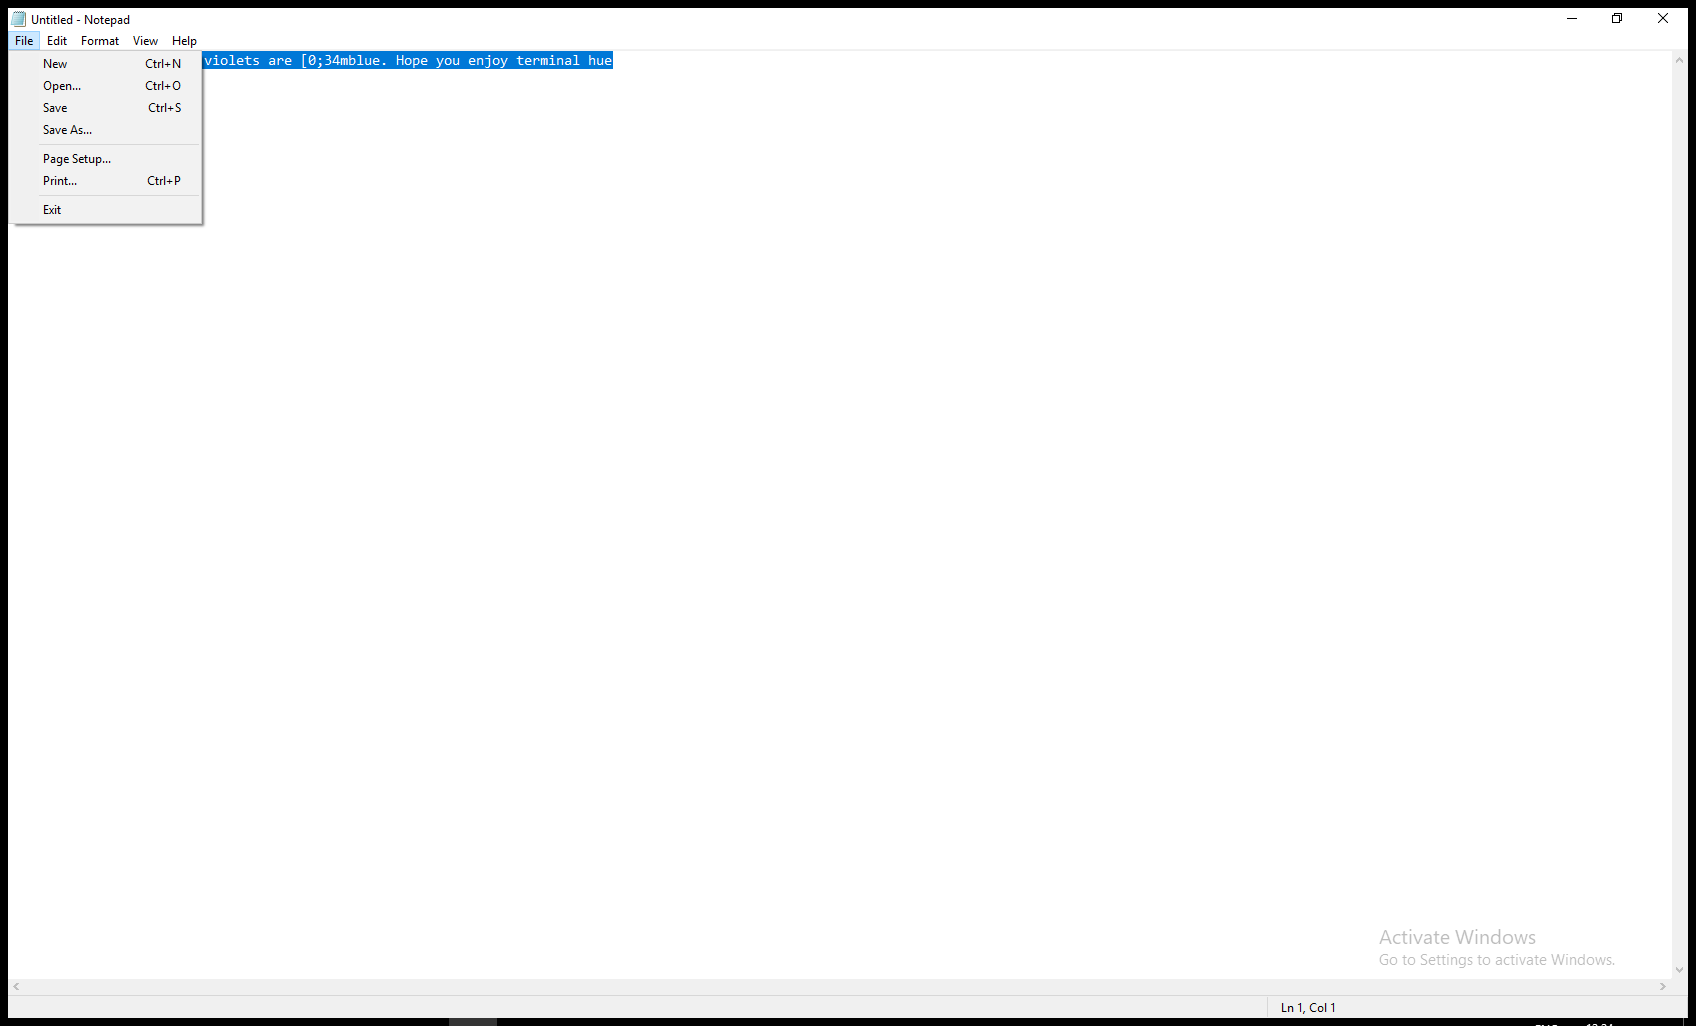 Untitled - Notepad
File Edit Format View Help
violets are [0;34mblue. Hope you enjoy terminal hue
New Ctrl+N
Open... Ctrl+O
Save Ctrl+S
Save As...
Page Setup...
Print... Ctrl+P
Exit
Activate Windows
Go to Settings to activate Windows.
Ln 1, Col 1